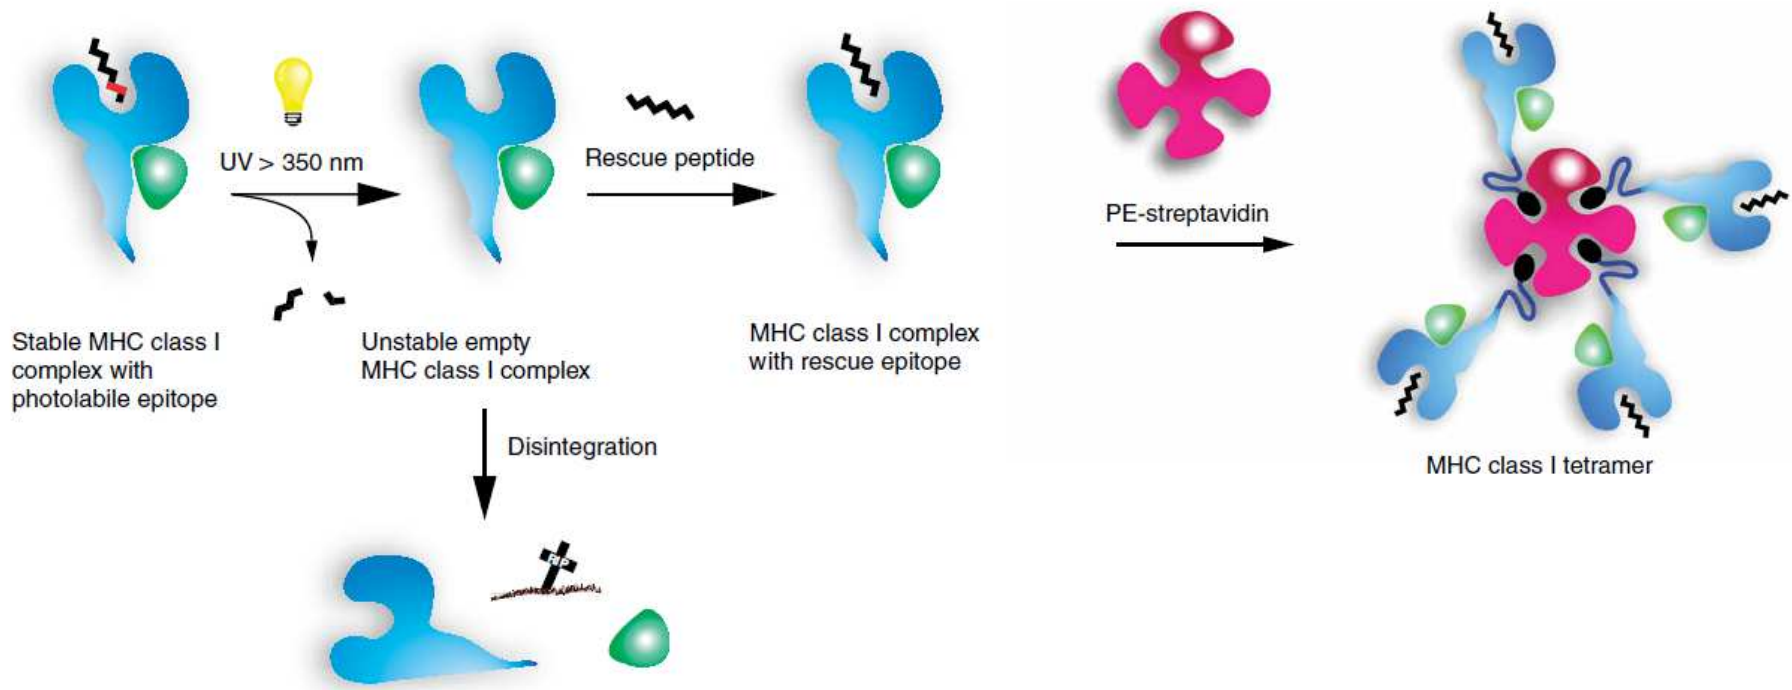 UV > 350 nm
Rescue peptide
PE-streptavidin
Stable MHC class I
complex with
photolabile epitope
Unstable empty
MHC class I complex
MHC class I complex
with rescue epitope
MHC class I tetramer
Disintegration
RIP